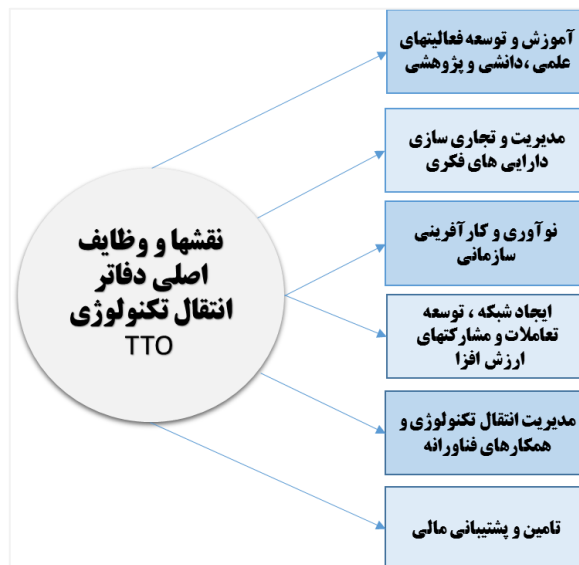 آموزش و توسعه فعالیتهای
علمی ،دانشی و پژوهشی
مدیریت و تجاری سازی
دارایی های فکری
نوآوری و کارآفرینی
سازمانی
ایجاد شبکه ، توسعه
تعاملات و مشارکتهای
ارزش افزا
مدیریت انتقال تکنولوژی و
همکارهای فناورانه
تامین و پشتیبانی مالی
نقشها و وظایف
اصلی دفاتر
انتقال تکنولوژی
TTO